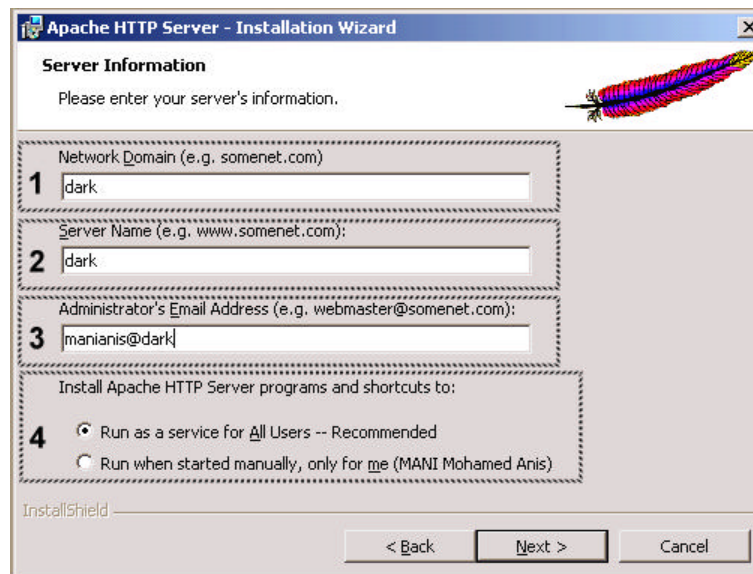 Apache HTTP Server - Installation Wizard
Server Information
Please enter your server's information.
1
Network Domain (e.g. somenet.com)
dark
2
Server Name (e.g. www.somenet.com):
dark
3
Administrator's Email Address (e.g. webmaster@somenet.com):
manianis@dark
4
Install Apache HTTP Server programs and shortcuts to:
Run as a service for All Users -- Recommended
Run when started manually, only for me (MANI Mohamed Anis)
InstallShield
< Back
Next >
Cancel